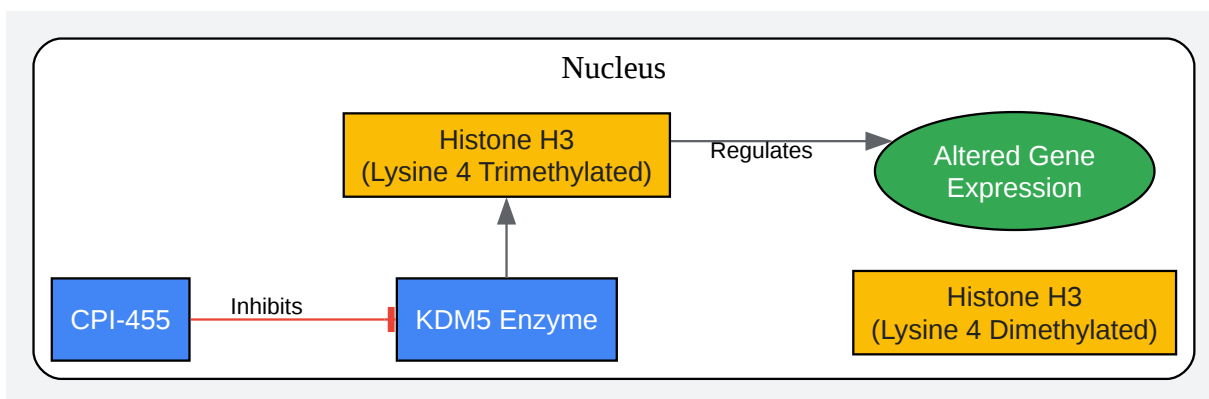 Nucleus
Histone H3
(Lysine 4 Trimethylated)
Regulates
Altered Gene
Expression
CPI-455
Inhibits
KDM5 Enzyme
Histone H3
(Lysine 4 Dimethylated)